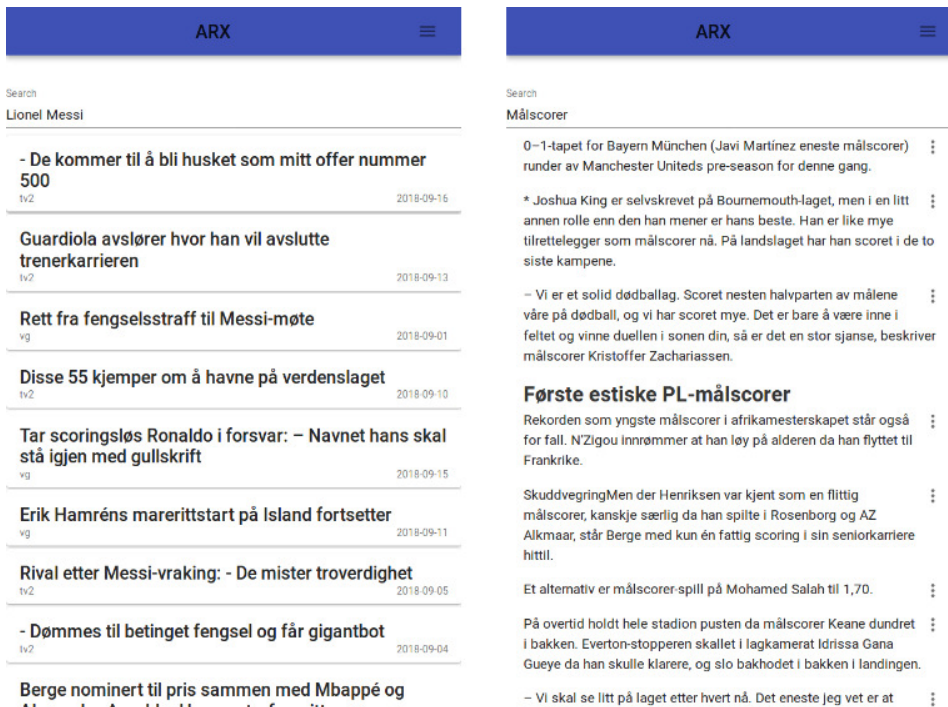 ARX
Search
Lionel Messi
- De kommer til å bli husket som mitt offer nummer
500
tv2 2018-09-16
Guardiola avslører hvor han vil avslutte
trenerkarrieren
tv2 2018-09-13
Rett fra fengselsstraff til Messi-møte
vg 2018-09-01
Disse 55 kjemper om å havne på verdenslaget
tv2 2018-09-10
Tar scoringsløs Ronaldo i forsvar: – Navnet hans skal
stå igjen med gullskrift
vg 2018-09-15
Erik Hamréns marerittstart på Island fortsetter
vg 2018-09-11
Rival etter Messi-vraking: - De mister troverdighet
tv2 2018-09-05
- Dømmes til betinget fengsel og får gigantbot
tv2 2018-09-04
Berge nominert til pris sammen med Mbappé og
ARX
Search
Målscorer
0–1-tapet for Bayern München (Javi Martínez eneste målscorer)
runder av Manchester Uniteds pre-season for denne gang.
* Joshua King er selvskrevet på Bournemouth-laget, men i en litt
annen rolle enn den han mener er hans beste. Han er like mye
tilrettelegger som målscorer nå. På landslaget har han scoret i de to
siste kampene.
– Vi er et solid dødballag. Scoret nesten halvparten av målene
våre på dødball, og vi har scoret mye. Det er bare å være inne i
feltet og vinne duellen i sonen din, så er det en stor sjanse, beskriver
målscorer Kristoffer Zachariassen.
Første estiske PL-målscorer
Rekorden som yngste målscorer i afrikamesterskapet står også
for fall. N'Zigou innrømmer at han løy på alderen da han flyttet til
Frankrike.
SkuddvegringMen der Henriksen var kjent som en flittig
målscorer, kanskje særlig da han spilte i Rosenborg og AZ
Alkmaar, står Berge med kun én fattig scoring i sin seniorkarriere
hittil.
Et alternativ er målscorer-spill på Mohamed Salah til 1,70.
På overtid holdt hele stadion pusten da målscorer Keane dundret
i bakken. Everton-stopperen skallet i lagkamerat Idrissa Gana
Gueye da han skulle klarere, og slo bakhodet i bakken i landingen.
– Vi skal se litt på laget etter hvert nå. Det eneste jeg vet er at